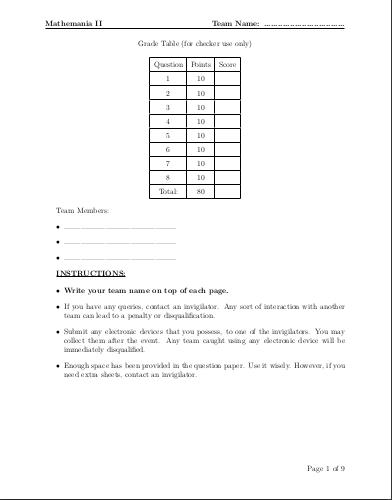 Mathemania II Team Name: ..................................
Grade Table (for checker use only)
Question Points Score
1 10
2 10
3 10
4 10
5 10
6 10
7 10
8 10
Total: 80
Team Members:
• ..................................
• ..................................
• ..................................
INSTRUCTIONS:
• Write your team name on top of each page.
• If you have any queries, contact an invigilator. Any sort of interaction with another
team can lead to a penalty or disqualification.
• Submit any electronic devices that you possess, to one of the invigilators. You may
collect them after the event. Any team caught using any electronic device will be
immediately disqualified.
• Enough space has been provided in the question paper. Use it wisely. However, if you
need extra sheets, contact an invigilator.
Page 1 of 9